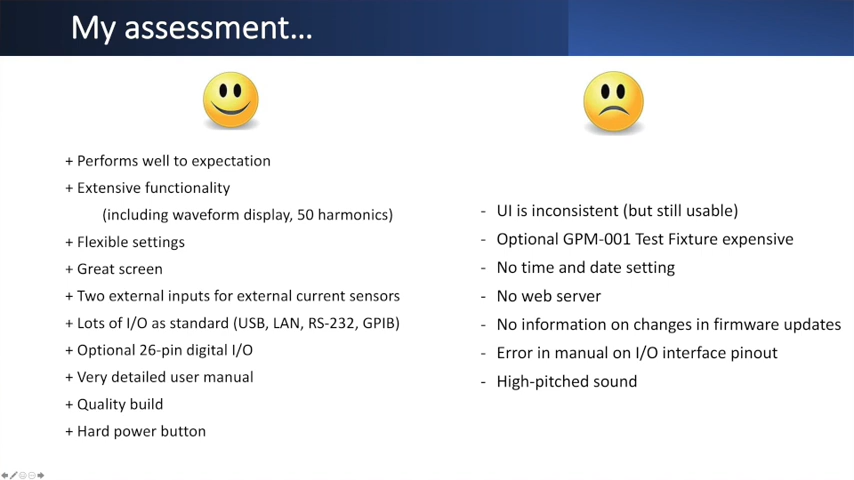 My assessment...
+ Performs well to expectation
+ Extensive functionality
(including waveform display, 50 harmonics)
+ Flexible settings
+ Great screen
+ Two external inputs for external current sensors
+ Lots of I/O as standard (USB, LAN, RS-232, GPIB)
+ Optional 26-pin digital I/O
+ Very detailed user manual
+ Quality build
+ Hard power button
- UI is inconsistent (but still usable)
- Optional GPM-001 Test Fixture expensive
- No time and date setting
- No web server
- No information on changes in firmware updates
- Error in manual on I/O interface pinout
- High-pitched sound